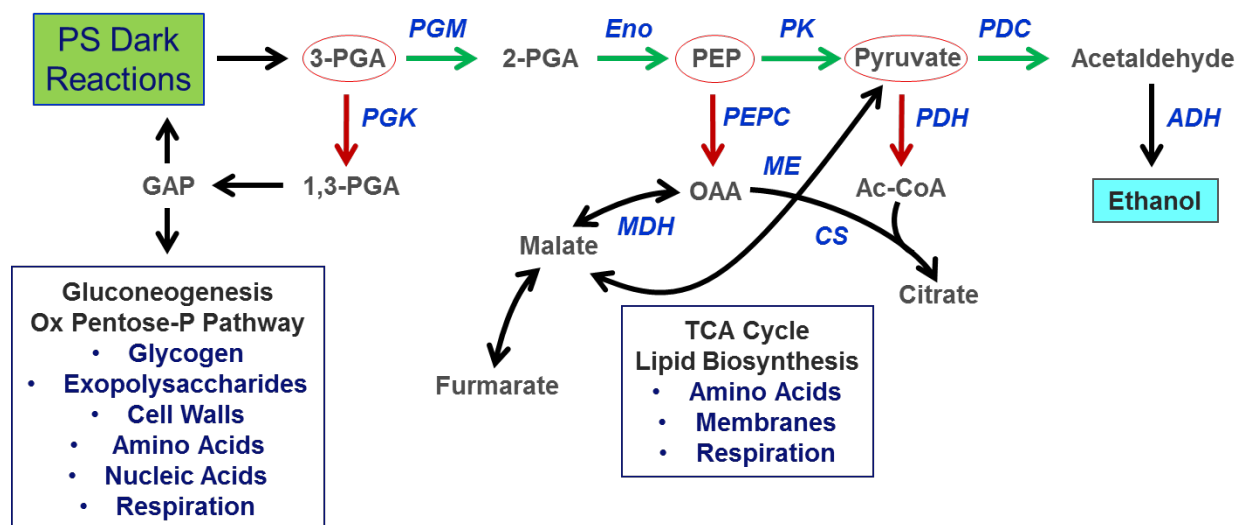 PS Dark
Reactions
3-PGA
PGM
2-PGA
Eno
PEP
PK
Pyruvate
PDC
Acetaldehyde
PGK
PEPC
PDH
ADH
GAP
1,3-PGA
ME
OAA
Ac-CoA
Ethanol
MDH
CS
Malate
Citrate
Furmarate
Gluconeogenesis
Ox Pentose-P Pathway
• Glycogen
• Exopolysaccharides
• Cell Walls
• Amino Acids
• Nucleic Acids
• Respiration
TCA Cycle
Lipid Biosynthesis
• Amino Acids
• Membranes
• Respiration